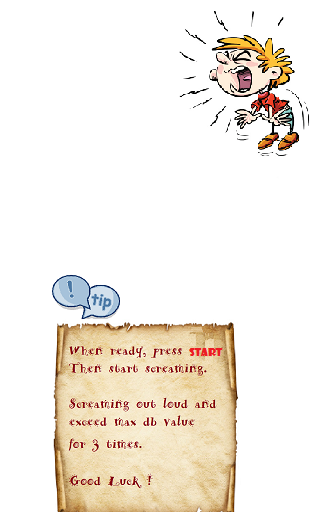 ! tip
When ready, press START
Then start screaming.
Screaming out loud and
exceed max db value
for 3 times.
Good Luck !